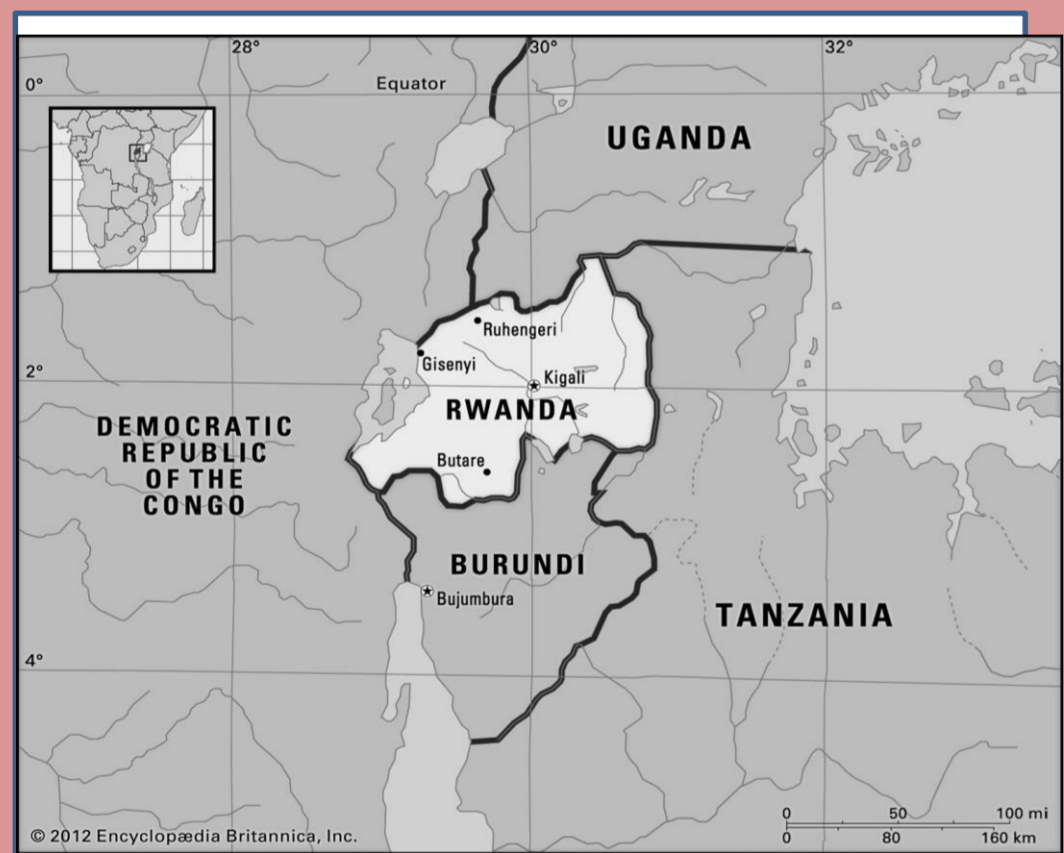 28°
30°
32°
0°
Equator
UGANDA
Ruhengeri
Gisenyi
2°
Kigali
RWANDA
DEMOCRATIC
REPUBLIC
OF THE
CONGO
Butare
BURUNDI
Bujumbura
TANZANIA
4°
0 50 100 mi
0 80 160 km
© 2012 Encyclopædia Britannica, Inc.